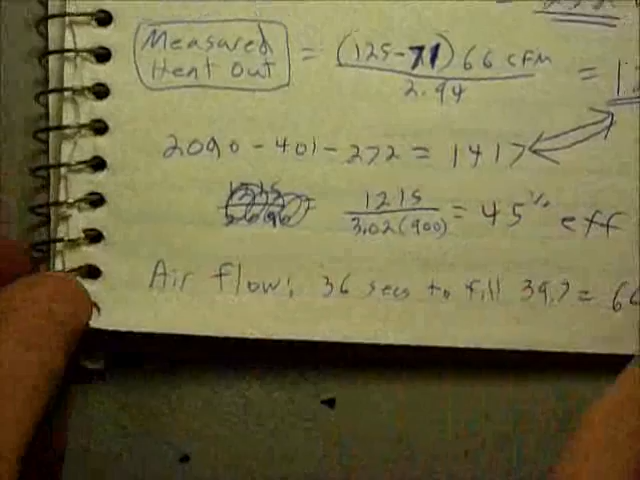 Measured Heat Out = (125-71) 66 CFM / 2.94 =
2090 - 401 - 272 = 1417
1215 / 3.02(900) = 45% eff
Air flow: 36 secs to fill 39.7 = 66